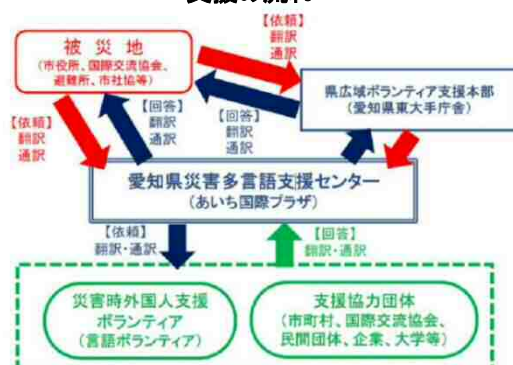 被災地
(市役所、国際交流協会、
避難所、市社協等)
【依頼】
翻訳
通訳
県広域ボランティア支援本部
(愛知県東大手庁舎)
【依頼】
翻訳
通訳
【回答】
翻訳
通訳
【回答】
翻訳
通訳
愛知県災害多言語支援センター
(あいち国際プラザ)
【依頼】
翻訳・通訳
【回答】
翻訳・通訳
災害時外国人支援
ボランティア
(言語ボランティア)
支援協力団体
(市町村、国際交流協会、
民間団体、企業、大学等)